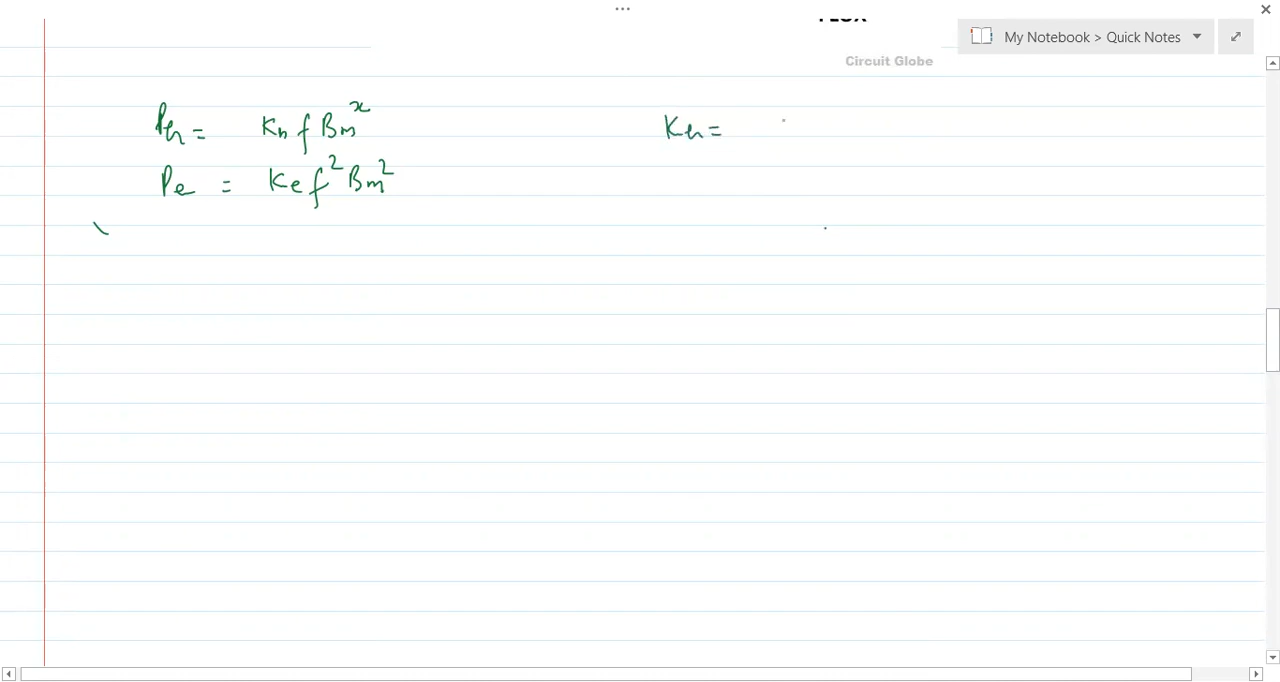 My Notebook > Quick Notes
Circuit Globe
Ph = Kh f Bm^x
Kh =
Pe = Ke f^2 Bm^2